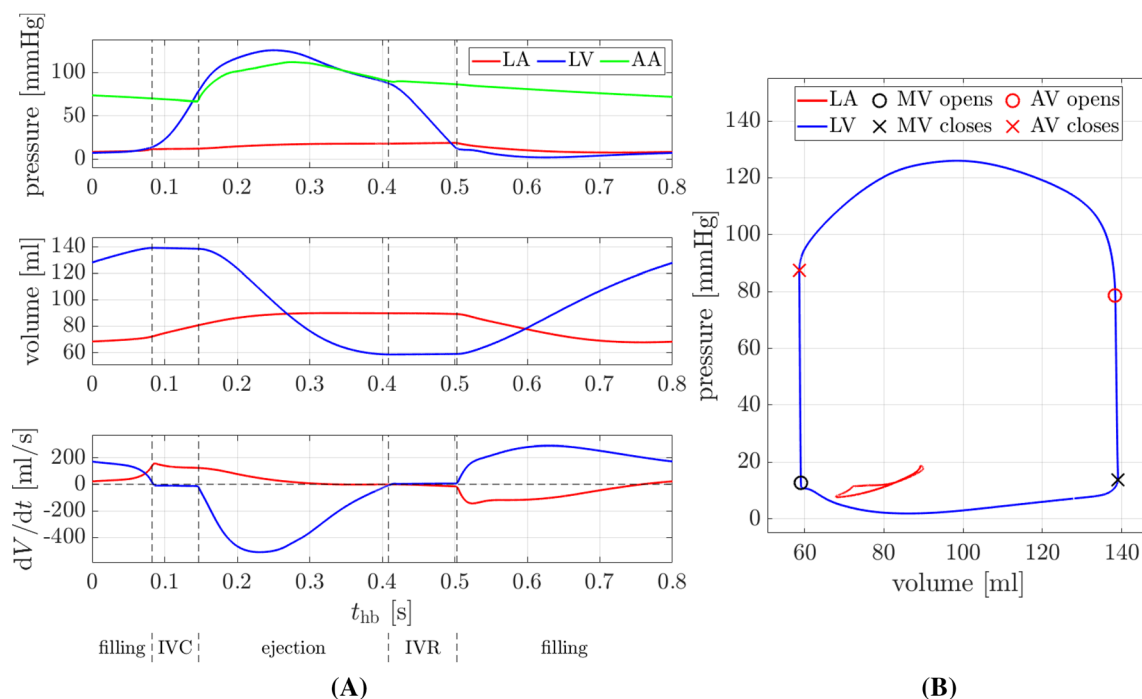 pressure [mmHg]
100
50
0
LA LV AA
0 0.1 0.2 0.3 0.4 0.5 0.6 0.7 0.8
volume [ml]
140
120
100
80
60
0 0.1 0.2 0.3 0.4 0.5 0.6 0.7 0.8
dV/dt [ml/s]
200
0
-200
-400
0 0.1 0.2 0.3 0.4 0.5 0.6 0.7 0.8
t_hb [s]
filling IVC ejection IVR filling
(A)
LA MV opens AV opens
LV MV closes AV closes
pressure [mmHg]
140
120
100
80
60
40
20
0
60 80 100 120 140
volume [ml]
(B)